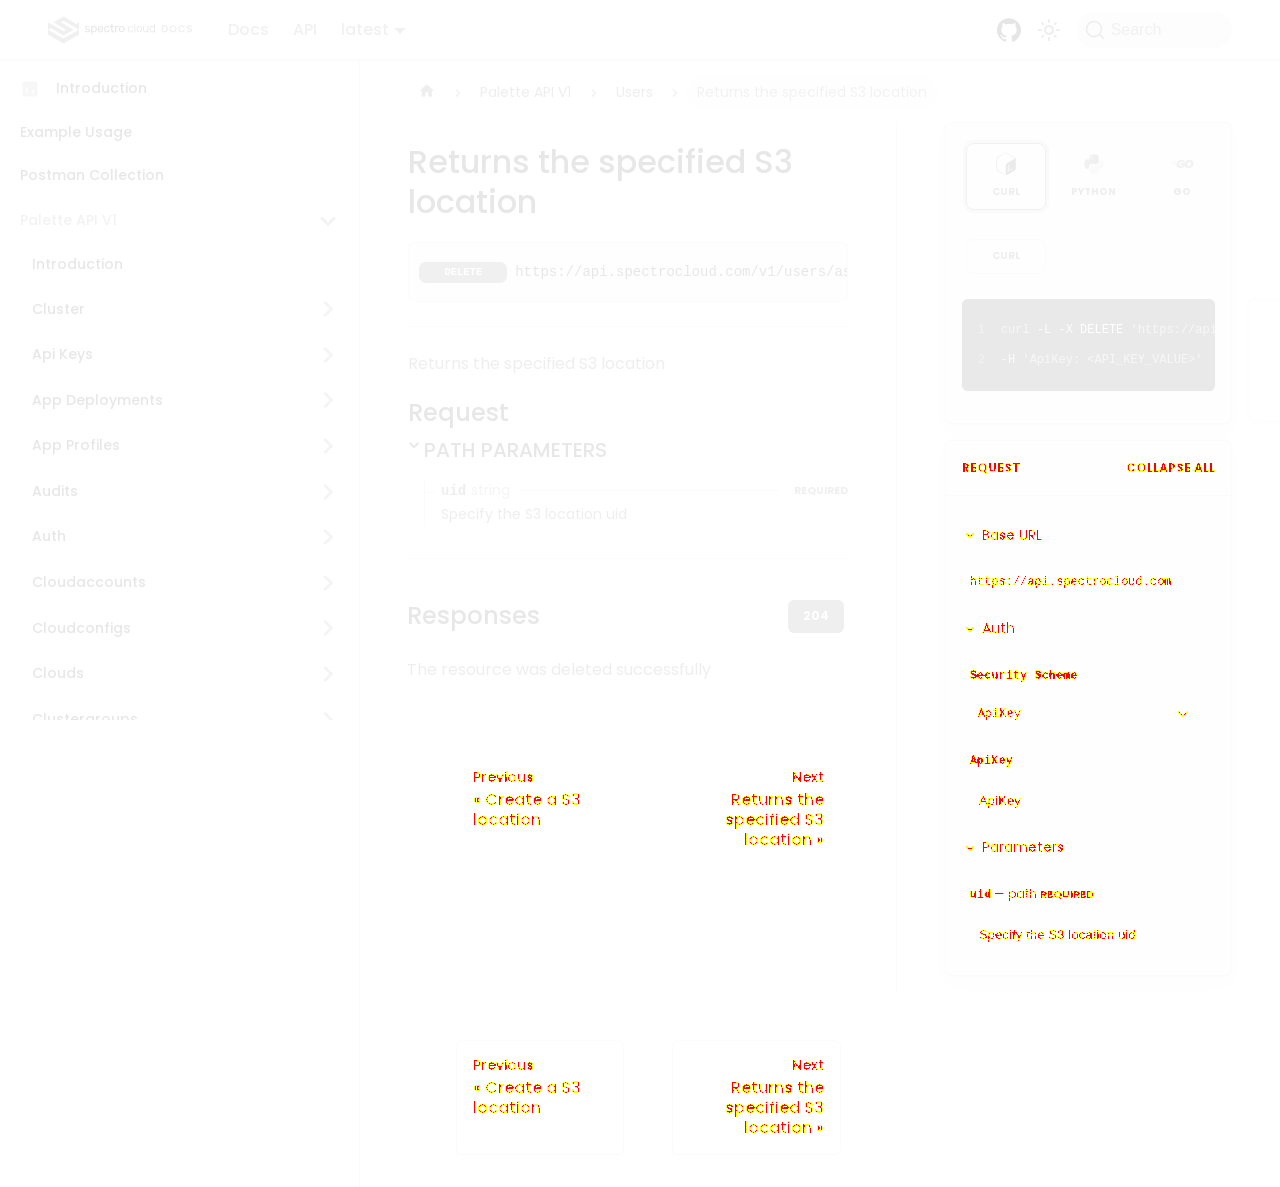 spectro cloud DOCS Docs API latest Search
Introduction
Example Usage
Postman Collection
Palette API V1
Introduction
Cluster
Api Keys
App Deployments
App Profiles
Audits
Auth
Cloudaccounts
Cloudconfigs
Clouds
Clustergroups
Palette API V1 Users Returns the specified S3 location
Returns the specified S3
location
DELETE https://api.spectrocloud.com/v1/users/as
Returns the specified S3 location
Request
PATH PARAMETERS
uid string REQUIRED
Specify the S3 location uid
Responses 204
The resource was deleted successfully
Previous
« Create a S3
location
Next
Returns the
specified S3
location »
Previous
« Create a S3
location
Next
Returns the
specified S3
location »
CURL PYTHON GO
CURL
1 curl -L -X DELETE 'https://api
2 -H 'ApiKey: <API_KEY_VALUE>'
REQUEST COLLAPSE ALL
Base URL
https://api.spectrocloud.com
Auth
Security Scheme
ApiKey
ApiKey
ApiKey
Parameters
uid — path REQUIRED
Specify the S3 location uid